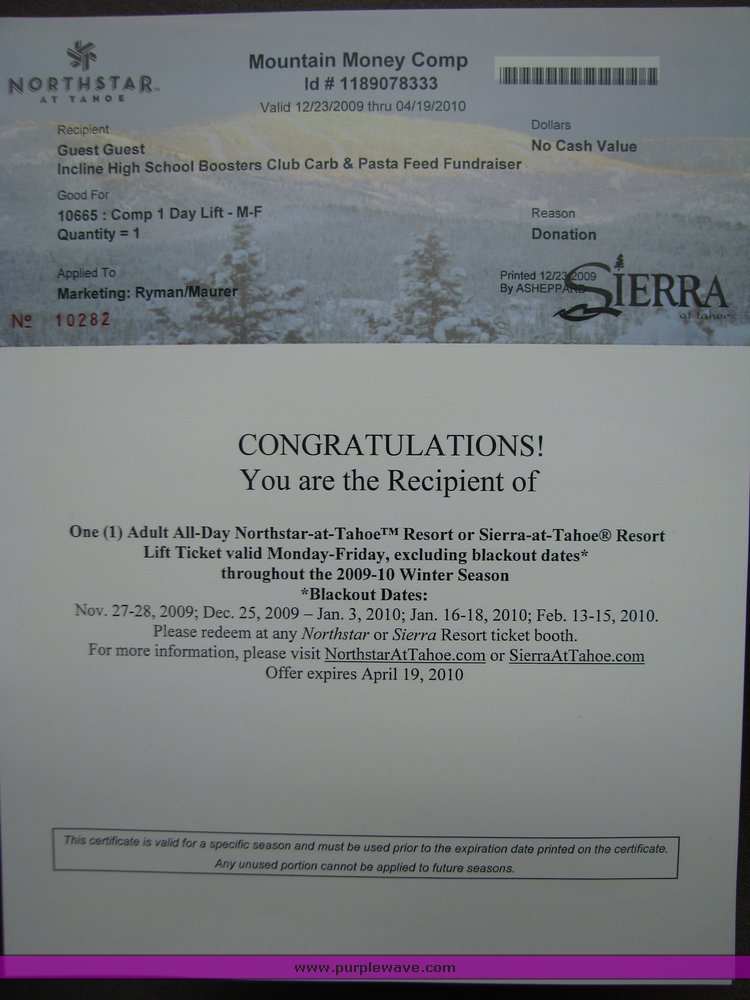 NORTHSTAR™
AT TAHOE
Mountain Money Comp
Id # 1189078333
Valid 12/23/2009 thru 04/19/2010
Recipient
Guest Guest
Incline High School Boosters Club Carb & Pasta Feed Fundraiser
Dollars
No Cash Value
Good For
10665 : Comp 1 Day Lift - M-F
Quantity = 1
Reason
Donation
Applied To
Marketing: Ryman/Maurer
Printed 12/23/2009
By ASHEPPARD
SIERRA
at Tahoe
Nº 10282
CONGRATULATIONS!
You are the Recipient of
One (1) Adult All-Day Northstar-at-Tahoe™ Resort or Sierra-at-Tahoe® Resort
Lift Ticket valid Monday-Friday, excluding blackout dates*
throughout the 2009-10 Winter Season
*Blackout Dates:
Nov. 27-28, 2009; Dec. 25, 2009 – Jan. 3, 2010; Jan. 16-18, 2010; Feb. 13-15, 2010.
Please redeem at any Northstar or Sierra Resort ticket booth.
For more information, please visit NorthstarAtTahoe.com or SierraAtTahoe.com
Offer expires April 19, 2010
This certificate is valid for a specific season and must be used prior to the expiration date printed on the certificate.
Any unused portion cannot be applied to future seasons.
www.purplewave.com